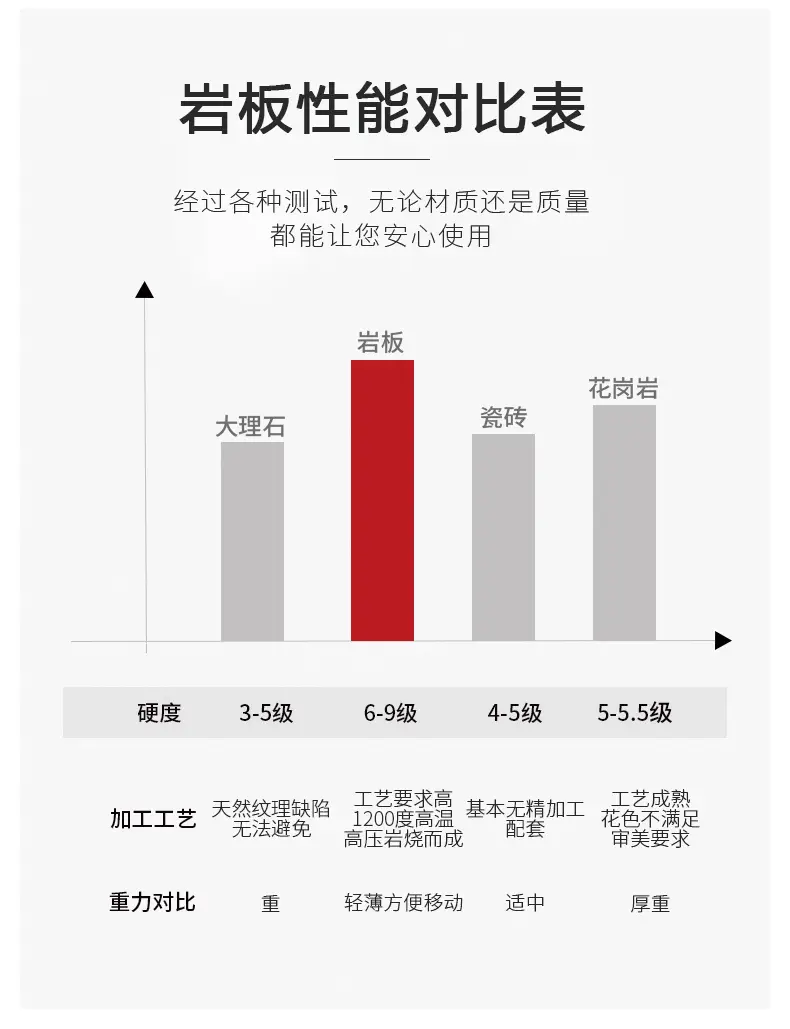 岩板性能对比表
经过各种测试，无论材质还是质量
都能让您安心使用
岩板
花岗岩
瓷砖
大理石
硬度 3-5级 6-9级 4-5级 5-5.5级
加工工艺
天然纹理缺陷
无法避免
工艺要求高
1200度高温
高压岩烧而成
基本无精加工
配套
工艺成熟
花色不满足
审美要求
重力对比 重 轻薄方便移动 适中 厚重